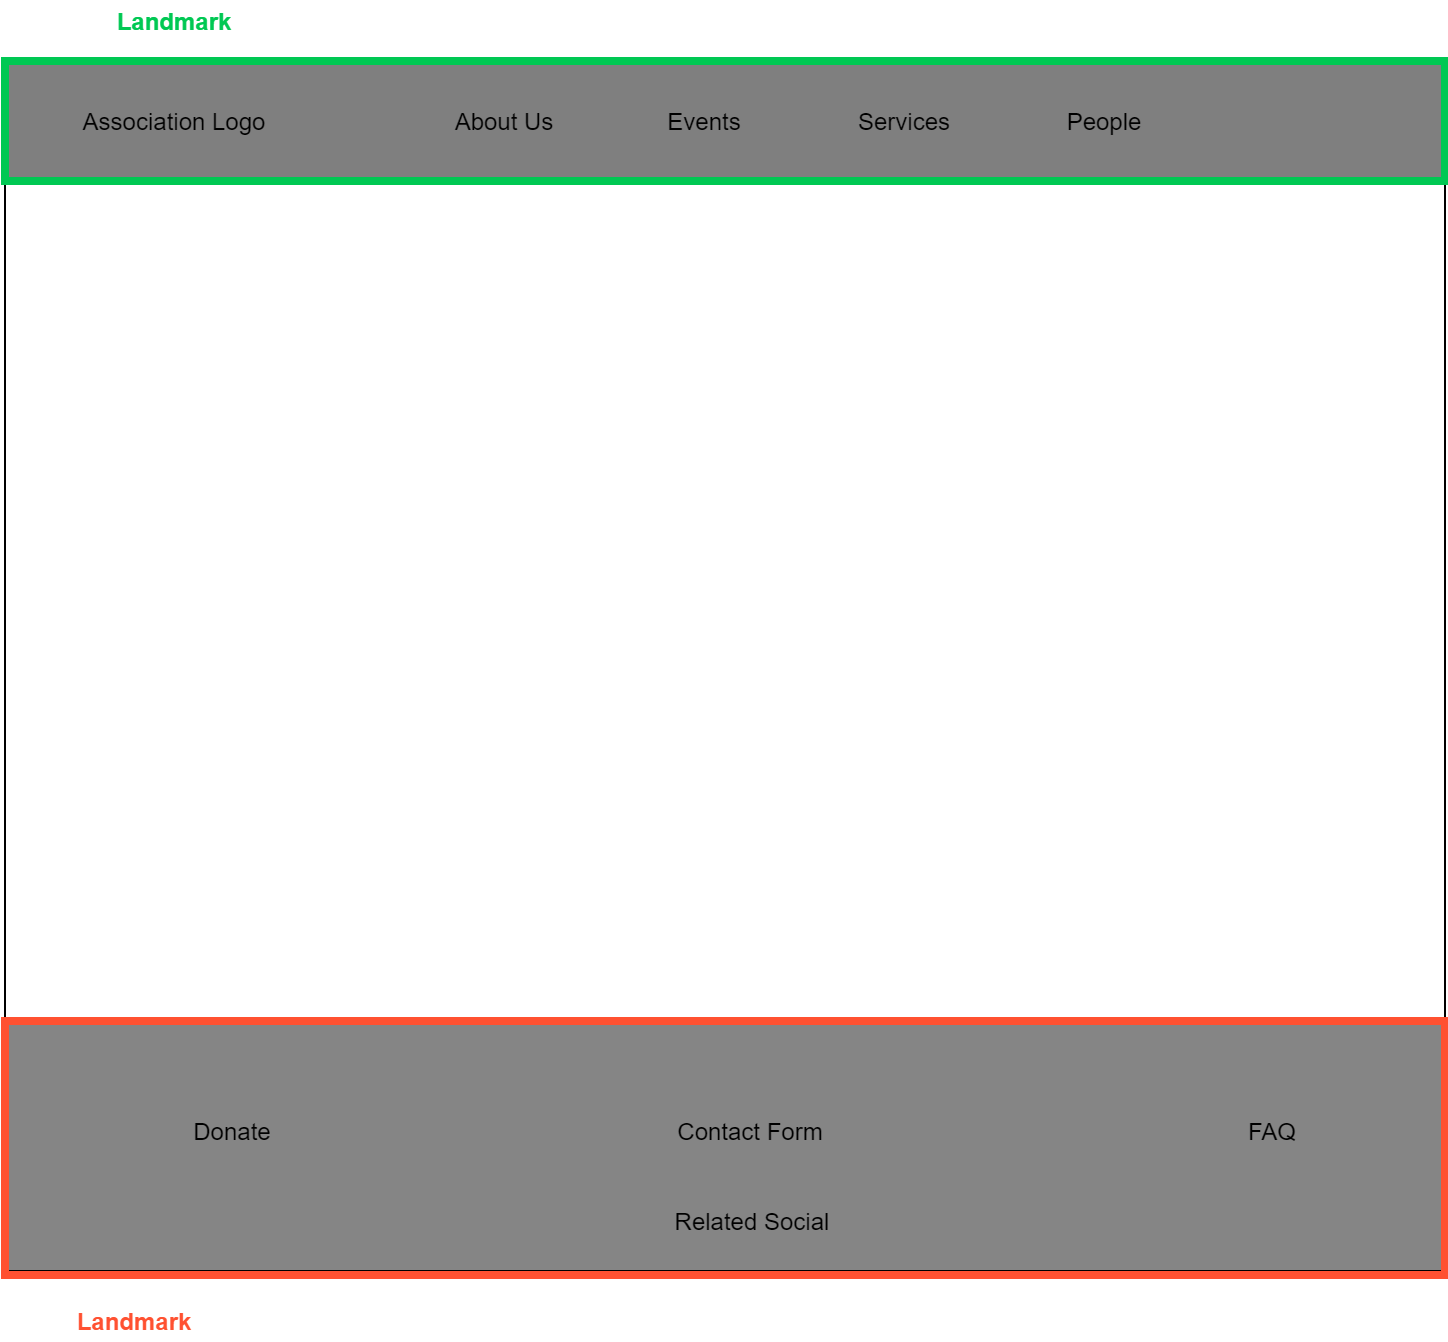 Landmark
Association Logo About Us Events Services People
Donate Contact Form FAQ
Related Social
Landmark